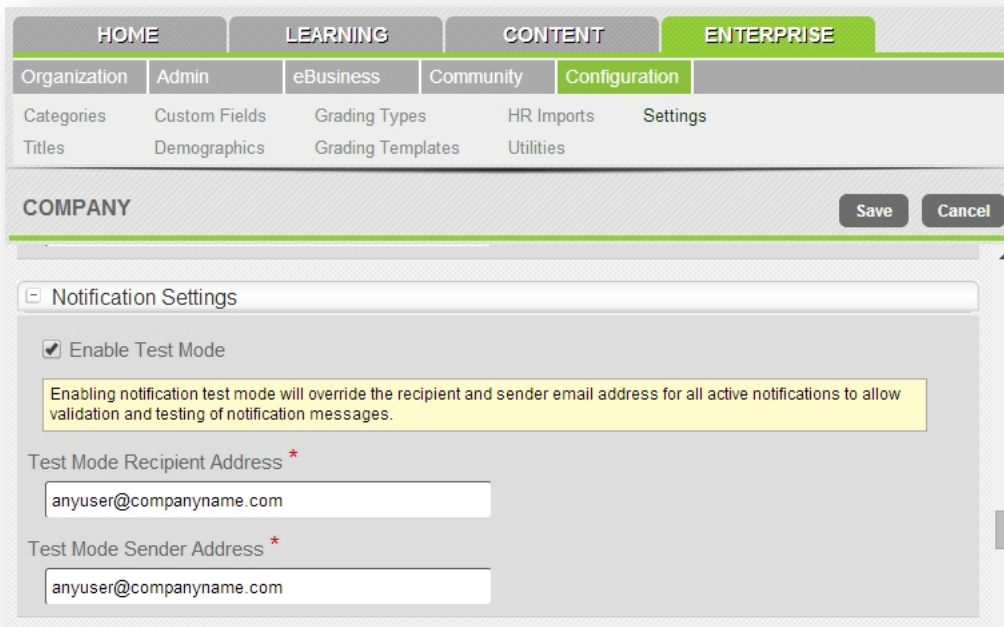 HOME LEARNING CONTENT ENTERPRISE
Organization Admin eBusiness Community Configuration
Categories Custom Fields Grading Types HR Imports Settings
Titles Demographics Grading Templates Utilities
COMPANY Save Cancel
Notification Settings
Enable Test Mode
Enabling notification test mode will override the recipient and sender email address for all active notifications to allow
validation and testing of notification messages.
Test Mode Recipient Address *
anyuser@companyname.com
Test Mode Sender Address *
anyuser@companyname.com